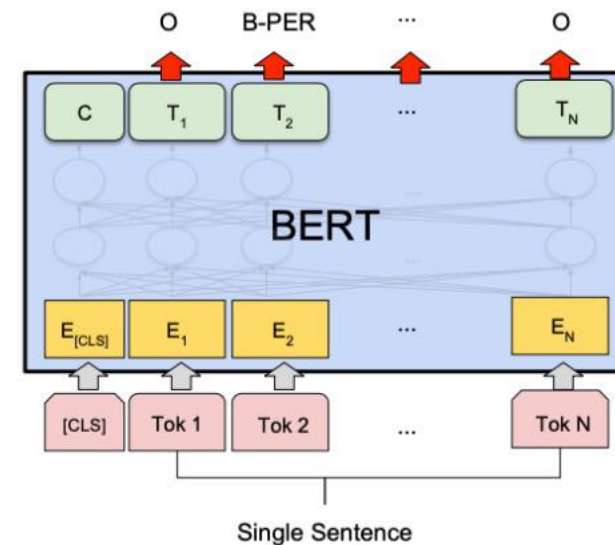 O B-PER ... O
C T1 T2 ... TN
...
BERT
...
E[CLS] E1 E2 ... EN
[CLS] Tok 1 Tok 2 ... Tok N
Single Sentence